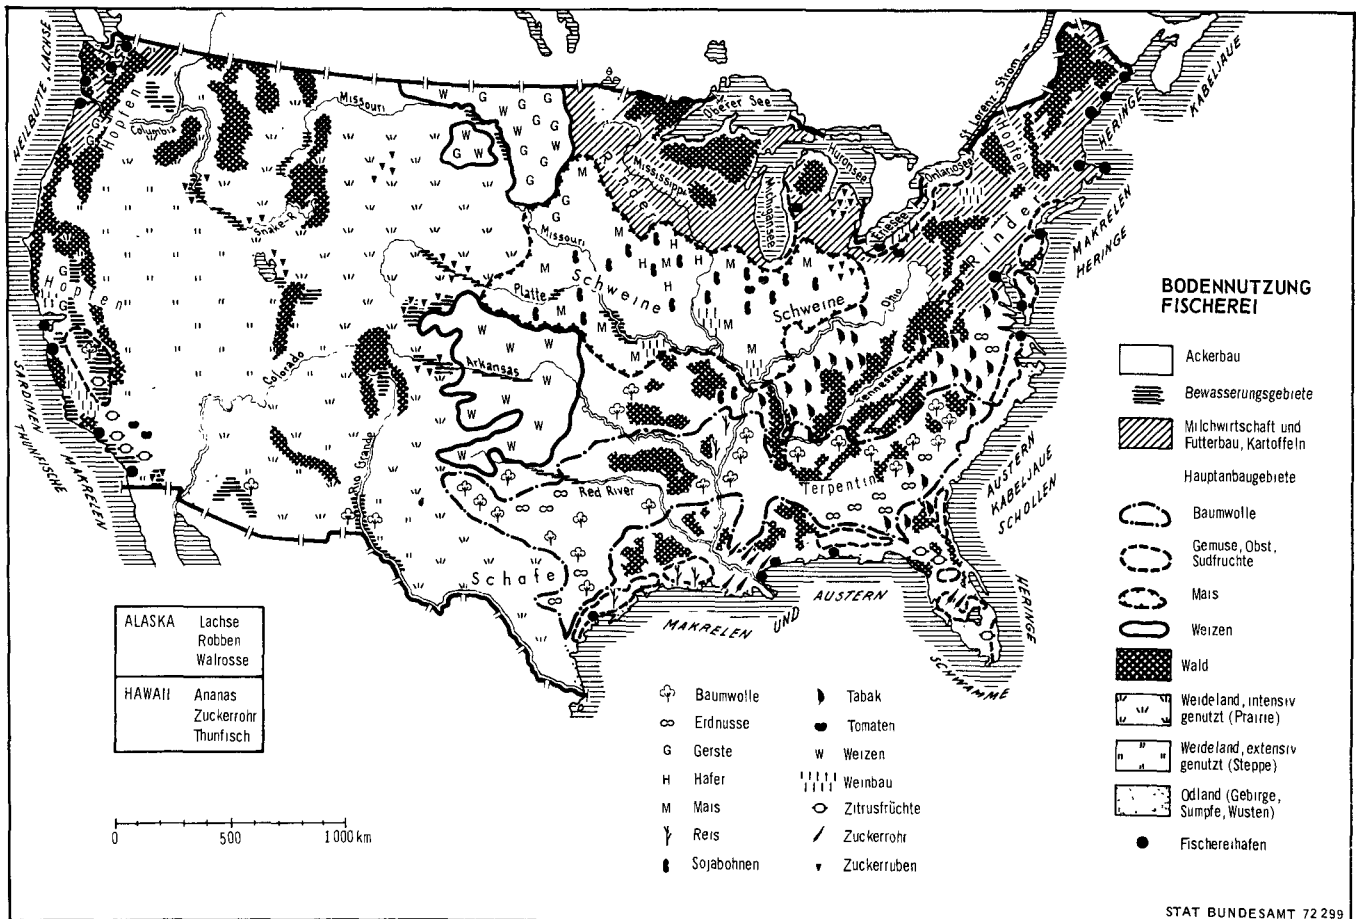 HEILBUTTE, LACHSE
Hopfen
Columbia
Snake-R.
Missouri
W
G
W
G
W
G
W
G
W
G
W
G
W
G
W
G
G
G
W
G
W
G
G
G
Oberer See
Mississippi
Rinder
Michigansee
Huronsee
Eriesee
Ontariosee
St. Lorenz-Strom
Hopfen
Rinder
HERINGE
KABELJAUE
MAKRELEN
HERINGE
M
M
M
Missouri
H
H
M
M
H
M
M
M
M
M
M
M
M
Schweine
Schweine
Platte
Ohio
Hopfen
G
G
Colorado
Arkansas
W
W
W
W
W
W
W
W
Tennessee
SARDINEN
THUNFISCHE
MAKRELEN
Rio Grande
Red River
Terpentin
AUSTERN
KABELJAUE
SCHOLLEN
Schafe
MAKRELEN UND AUSTERN
HERINGE
SCHWAMME
ALASKA Lachse
Robben
Walrosse
HAWAII Ananas
Zuckerrohr
Thunfisch
0 500 1000 km
Baumwolle
Erdnusse
G Gerste
H Hafer
M Mais
Reis
Sojabohnen
Tabak
Tomaten
W Weizen
Weinbau
Zitrusfrüchte
Zuckerrohr
Zuckerruben
BODENNUTZUNG
FISCHEREI
Ackerbau
Bewasserungsgebiete
Milchwirtschaft und
Futterbau, Kartoffeln
Hauptanbaugebiete
Baumwolle
Gemuse, Obst,
Sudfruchte
Mais
Weizen
Wald
Weideland, intensiv
genutzt (Prairie)
Weideland, extensiv
genutzt (Steppe)
Odland (Gebirge,
Sumpfe, Wusten)
Fischereihafen
STAT BUNDESAMT 72 299